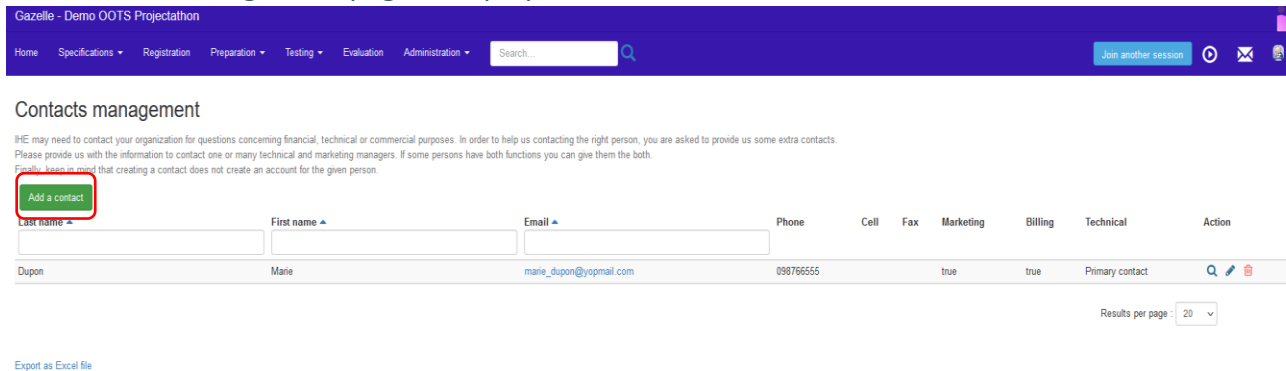 Gazelle - Demo OOTS Projectathon
Home Specifications Registration Preparation Testing Evaluation Administration Search... Join another session
Contacts management
IHE may need to contact your organization for questions concerning financial, technical or commercial purposes. In order to help us contacting the right person, you are asked to provide us some extra contacts.
Please provide us with the information to contact one or many technical and marketing managers. If some persons have both functions you can give them the both.
Finally, keep in mind that creating a contact does not create an account for the given person.
Add a contact
Last name First name Email Phone Cell Fax Marketing Billing Technical Action
Dupon Marie marie_dupon@yopmail.com 098766555 true true Primary contact
Results per page : 20
Export as Excel file